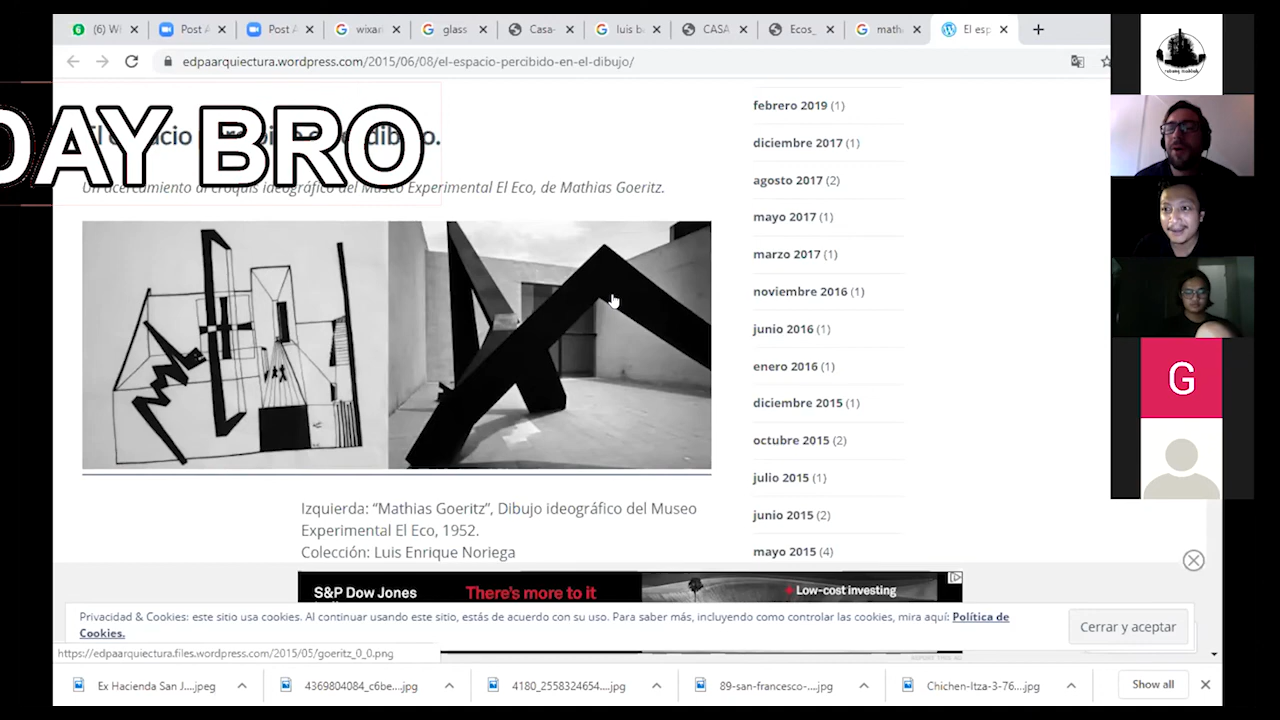 (1) W
Post A
Post A
wixan
glass
Casa-
luis b
CASA
Ecos_
math
El esp
edpaarquiectura.wordpress.com/2015/06/08/el-espacio-percibido-en-el-dibujo/
DAY BRO
Un acercamiento al croquis ideográfico del Museo Experimental El Eco, de Mathias Goeritz.
Izquierda: “Mathias Goeritz”, Dibujo ideográfico del Museo
Experimental El Eco, 1952.
Colección: Luis Enrique Noriega
febrero 2019 (1)
diciembre 2017 (1)
agosto 2017 (2)
mayo 2017 (1)
marzo 2017 (1)
noviembre 2016 (1)
junio 2016 (1)
enero 2016 (1)
diciembre 2015 (1)
octubre 2015 (2)
julio 2015 (1)
junio 2015 (2)
mayo 2015 (4)
G
S&P Dow Jones
There's more to it
Low-cost investing
Privacidad & Cookies: este sitio usa cookies. Al continuar usando este sitio, estás de acuerdo con su uso. Para saber más, incluyendo como controlar las cookies, mira aquí: Política de
Cookies.
Cerrar y aceptar
https://edpaarquiectura.files.wordpress.com/2015/05/goeritz_0_0.png
Ex Hacienda San J....jpeg
4369804084_c6be....jpg
4180_2558324654....jpg
89-san-francesco-....jpg
Chichen-Itza-3-76....jpg
Show all